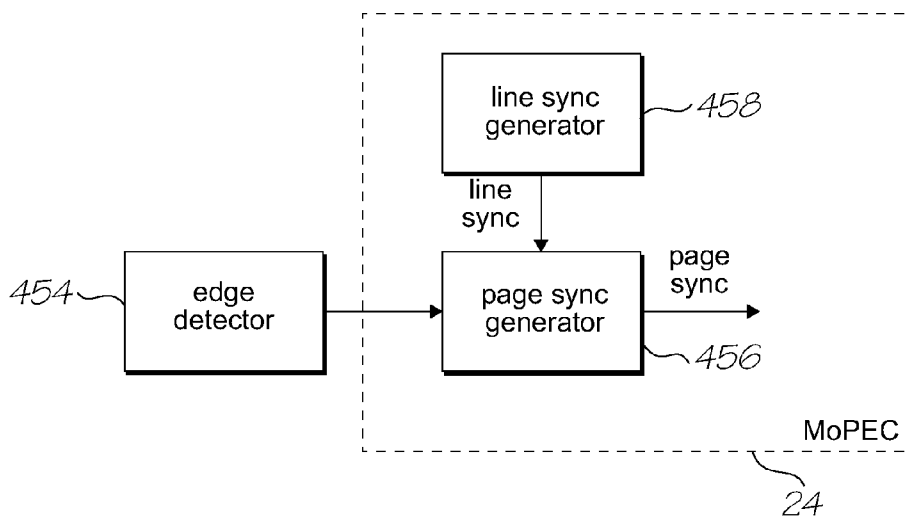 line sync
generator
458
line
sync
page
sync
454
edge
detector
page sync
generator
456
MoPEC
24